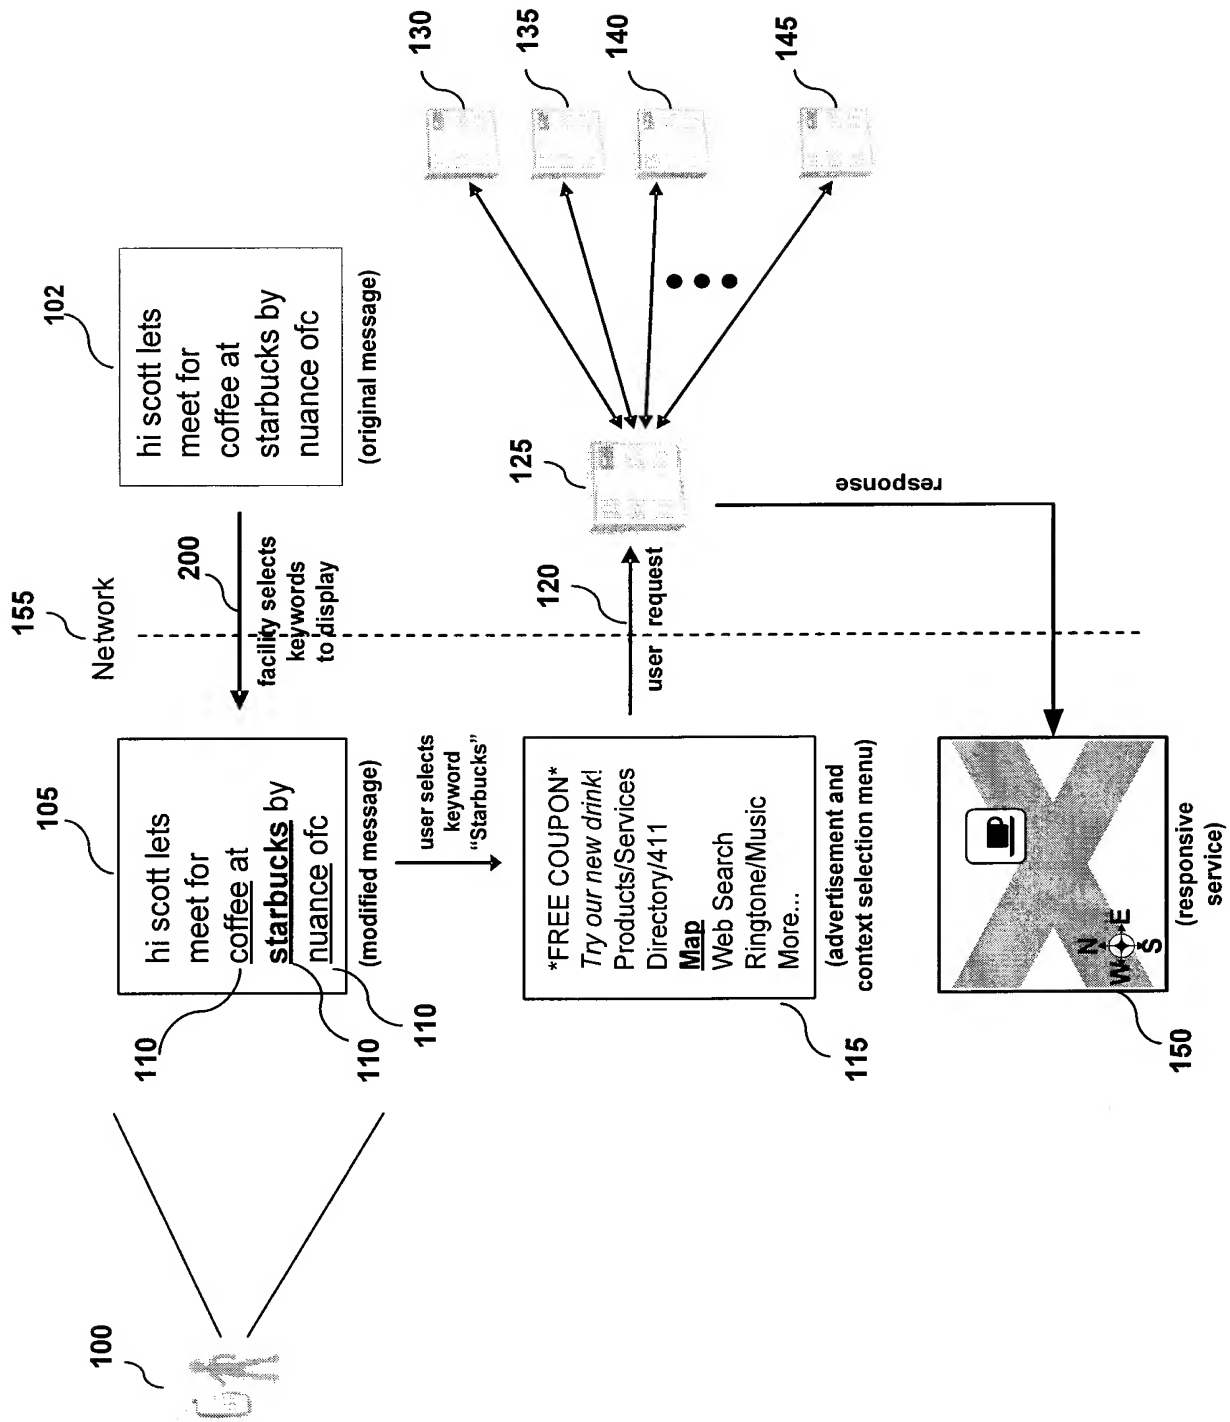 155
Network
105
hi scott lets
meet for
coffee at
starbucks by
nuance ofc
(modified message)
110
110
110
100
200
facility selects
keywords
to display
102
hi scott lets
meet for
coffee at
starbucks by
nuance ofc
(original message)
user selects
keyword
"Starbucks"
*FREE COUPON*
Try our new drink!
Products/Services
Directory/411
Map
Web Search
Ringtone/Music
More...
(advertisement and
context selection menu)
115
120
user request
125
130
135
140
145
response
N
W E
S
150
(responsive
service)